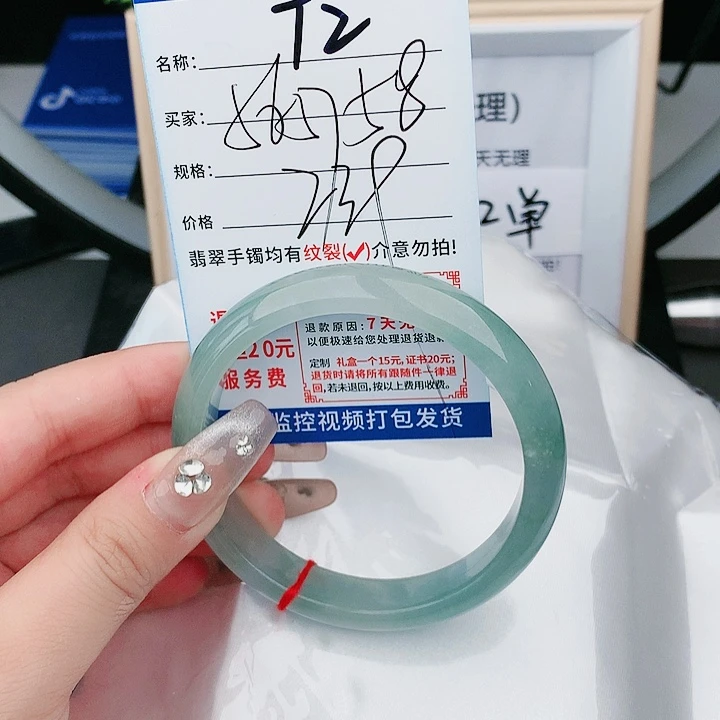 T2
名称:
买家:
58
规格:
238
价格
翡翠手镯均有纹裂(✓)介意勿拍!
理)
天无理
2单
退款原因:7天无
以便极速给您处理退货退
20元
服务费
定制 礼盒一个15元,证书20元;
退货时请将所有跟随件一律退
回,若未退回,按以上费用收费。
监控视频打包发货